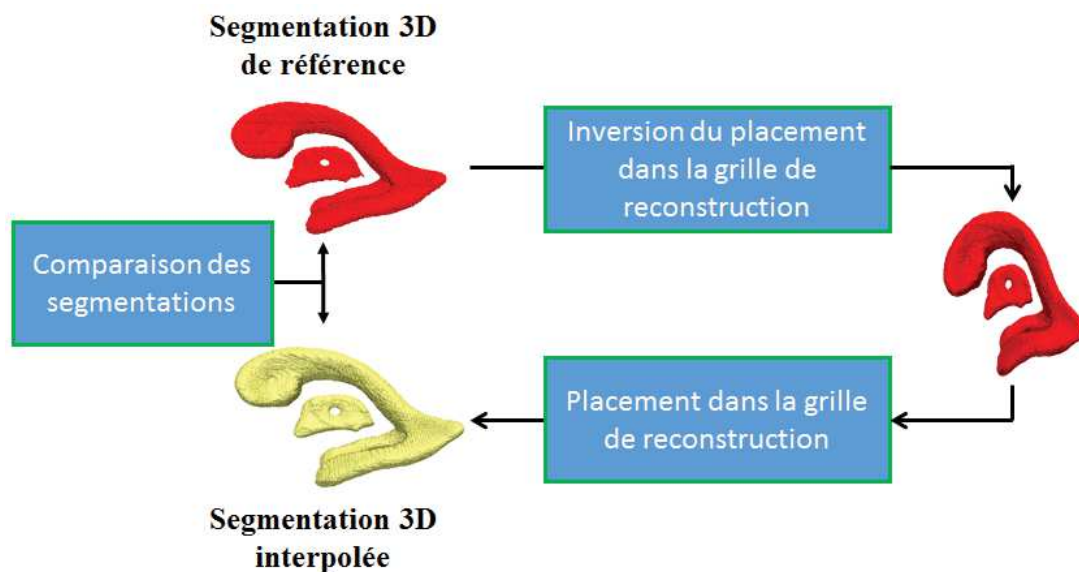 Segmentation 3D
de référence
Inversion du placement
dans la grille de
reconstruction
Comparaison des
segmentations
Placement dans la grille
de reconstruction
Segmentation 3D
interpolée